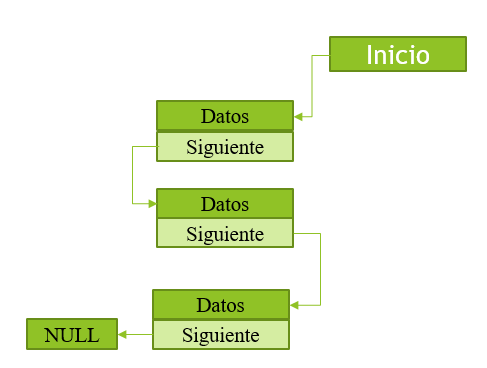 Inicio
Datos
Siguiente
Datos
Siguiente
Datos
Siguiente
NULL